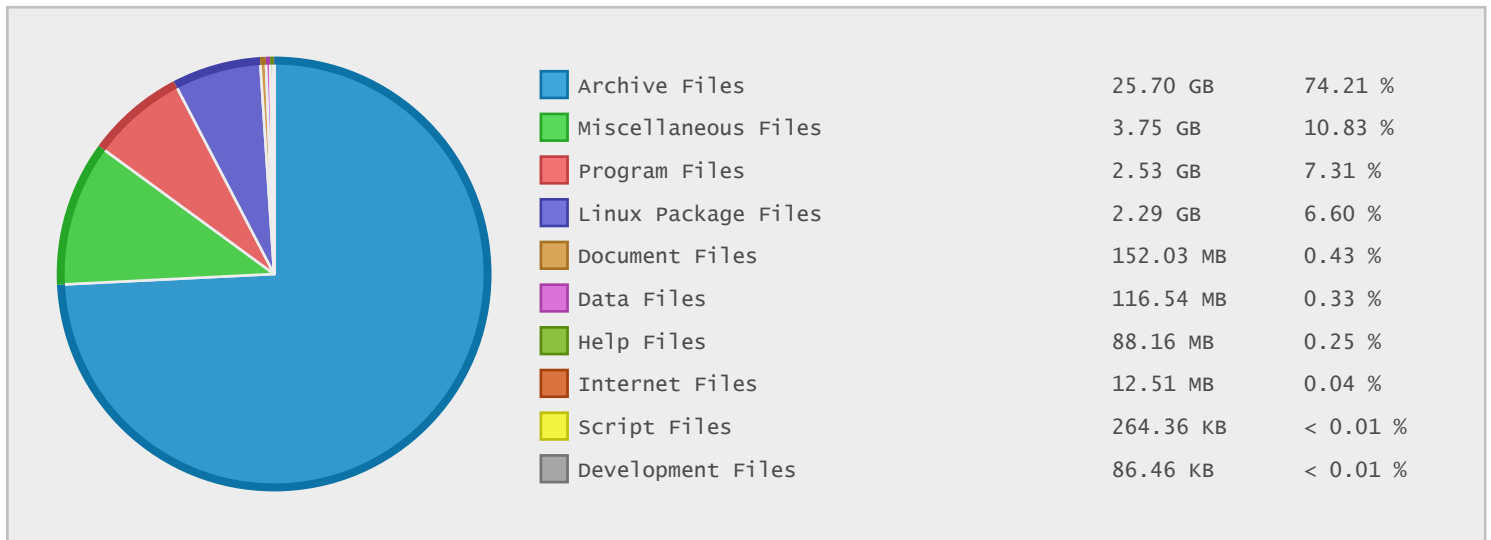 Archive Files 25.70 GB 74.21 %
Miscellaneous Files 3.75 GB 10.83 %
Program Files 2.53 GB 7.31 %
Linux Package Files 2.29 GB 6.60 %
Document Files 152.03 MB 0.43 %
Data Files 116.54 MB 0.33 %
Help Files 88.16 MB 0.25 %
Internet Files 12.51 MB 0.04 %
Script Files 264.36 KB < 0.01 %
Development Files 86.46 KB < 0.01 %